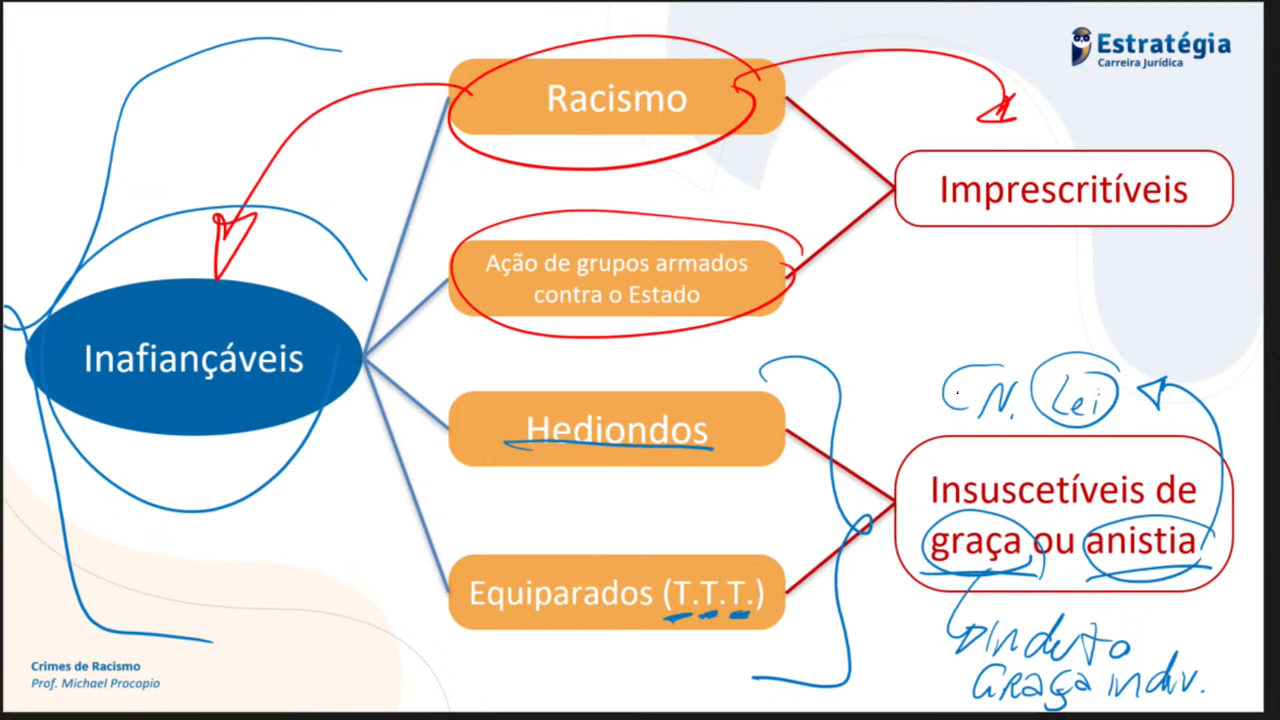 Estratégia
Carreira Jurídica
Racismo
Imprescritíveis
Ação de grupos armados
contra o Estado
Inafiançáveis
C N. Lei
Hediondos
Insuscetíveis de
graça ou anistia
Equiparados (T.T.T.)
Indulto
Graça indiv.
Crimes de Racismo
Prof. Michael Procopio